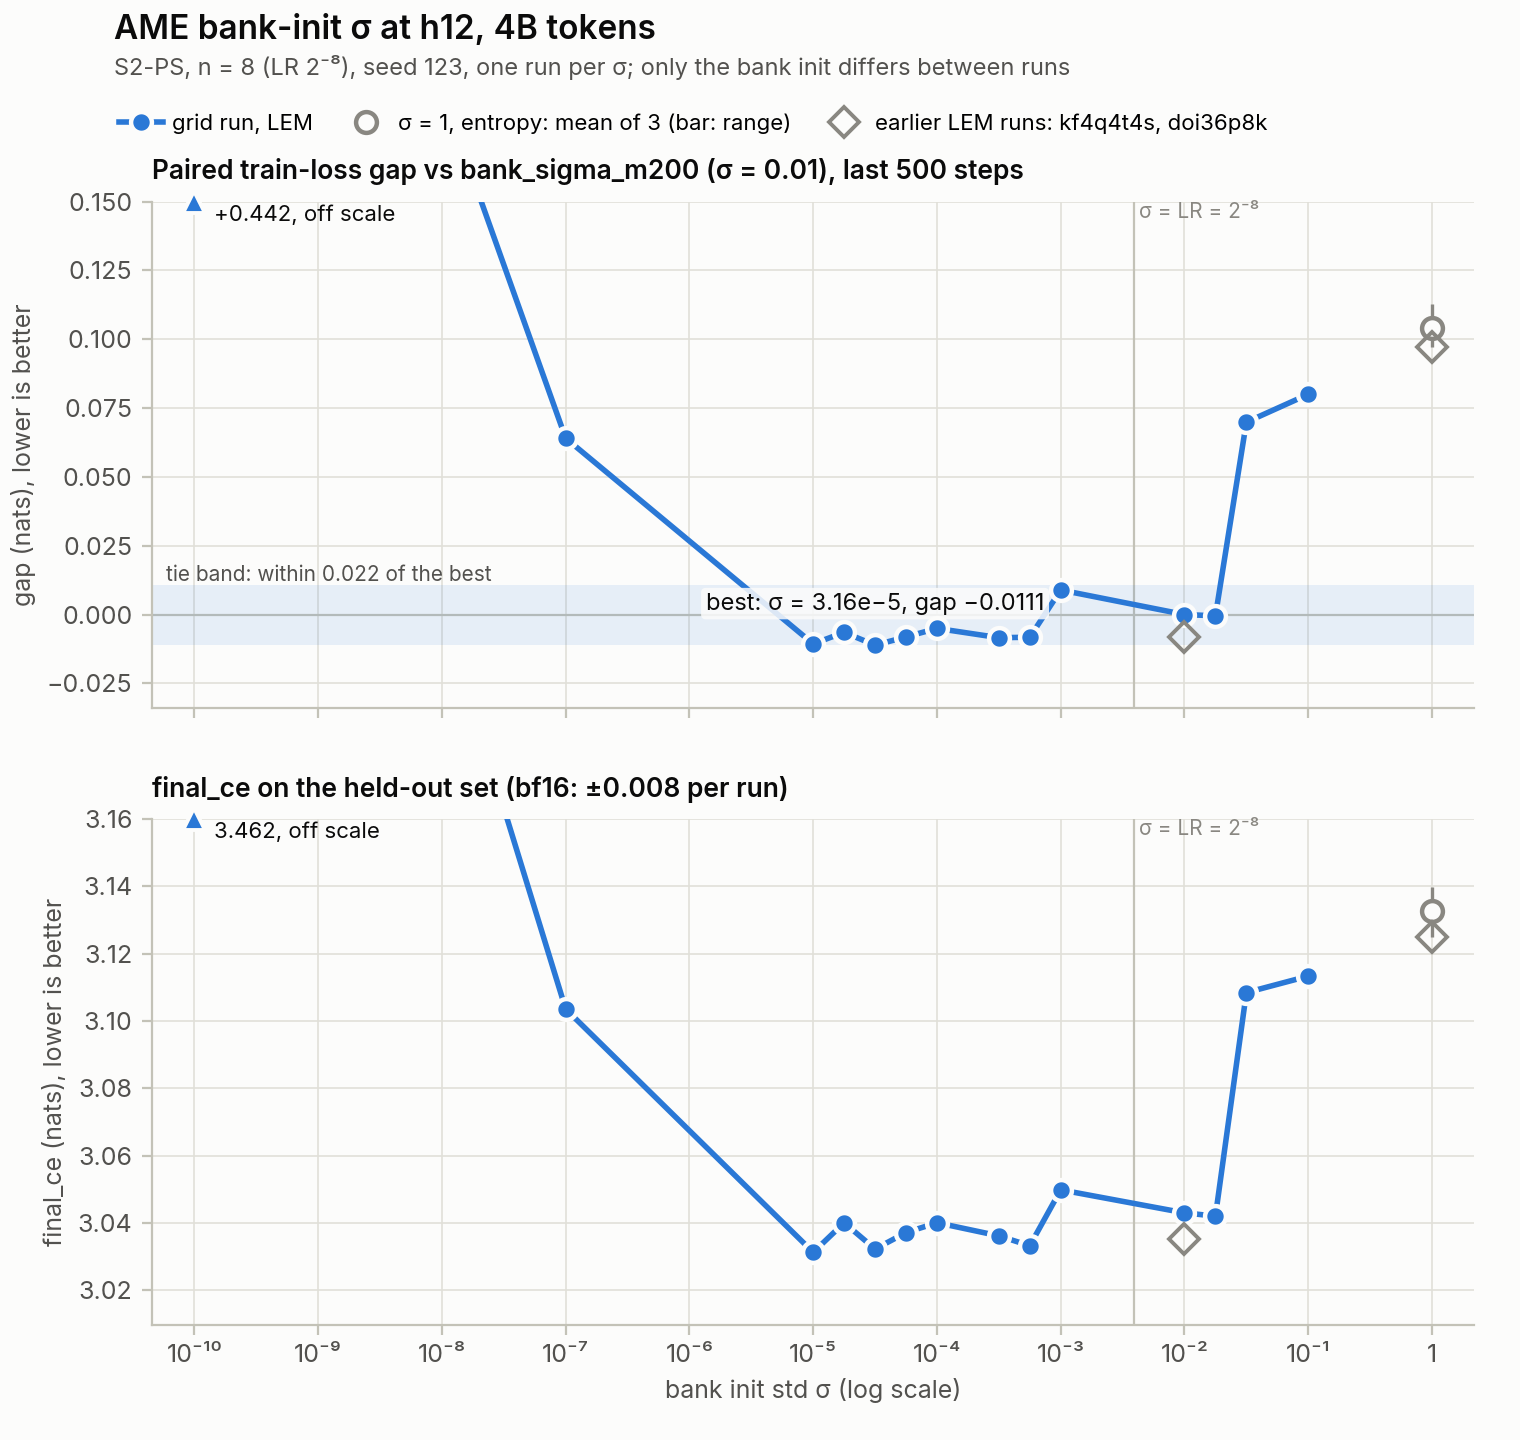 AME bank-init σ at h12, 4B tokens
S2-PS, n = 8 (LR 2⁻⁸), seed 123, one run per σ; only the bank init differs between runs
grid run, LEM
σ = 1, entropy: mean of 3 (bar: range)
earlier LEM runs: kf4q4t4s, doi36p8k
Paired train-loss gap vs bank_sigma_m200 (σ = 0.01), last 500 steps
gap (nats), lower is better
0.150
0.125
0.100
0.075
0.050
0.025
0.000
−0.025
+0.442, off scale
σ = LR = 2⁻⁸
tie band: within 0.022 of the best
best: σ = 3.16e−5, gap −0.0111
final_ce on the held-out set (bf16: ±0.008 per run)
final_ce (nats), lower is better
3.16
3.14
3.12
3.10
3.08
3.06
3.04
3.02
3.462, off scale
σ = LR = 2⁻⁸
10⁻¹⁰ 10⁻⁹ 10⁻⁸ 10⁻⁷ 10⁻⁶ 10⁻⁵ 10⁻⁴ 10⁻³ 10⁻² 10⁻¹ 1
bank init std σ (log scale)